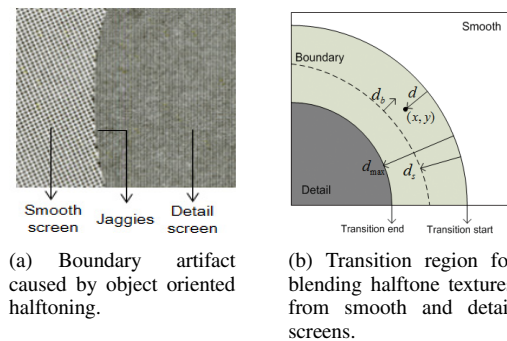 Smooth
screen
Jaggies
Detail
screen
(a) Boundary artifact
caused by object oriented
halftoning.
Smooth
Boundary
d
d_b
(x, y)
d_max
d_s
Detail
Transition end
Transition start
(b) Transition region fo
blending halftone texture
from smooth and detail
screens.